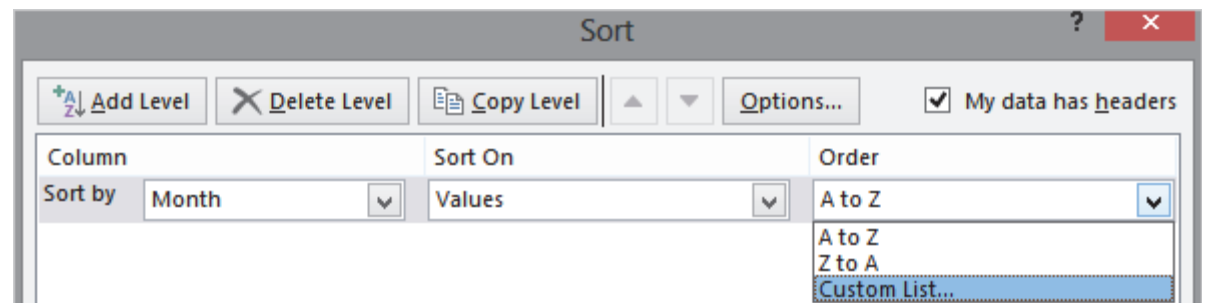 Sort ?
Add Level Delete Level Copy Level Options... My data has headers
Column Sort On Order
Sort by Month Values A to Z
A to Z
Z to A
Custom List...